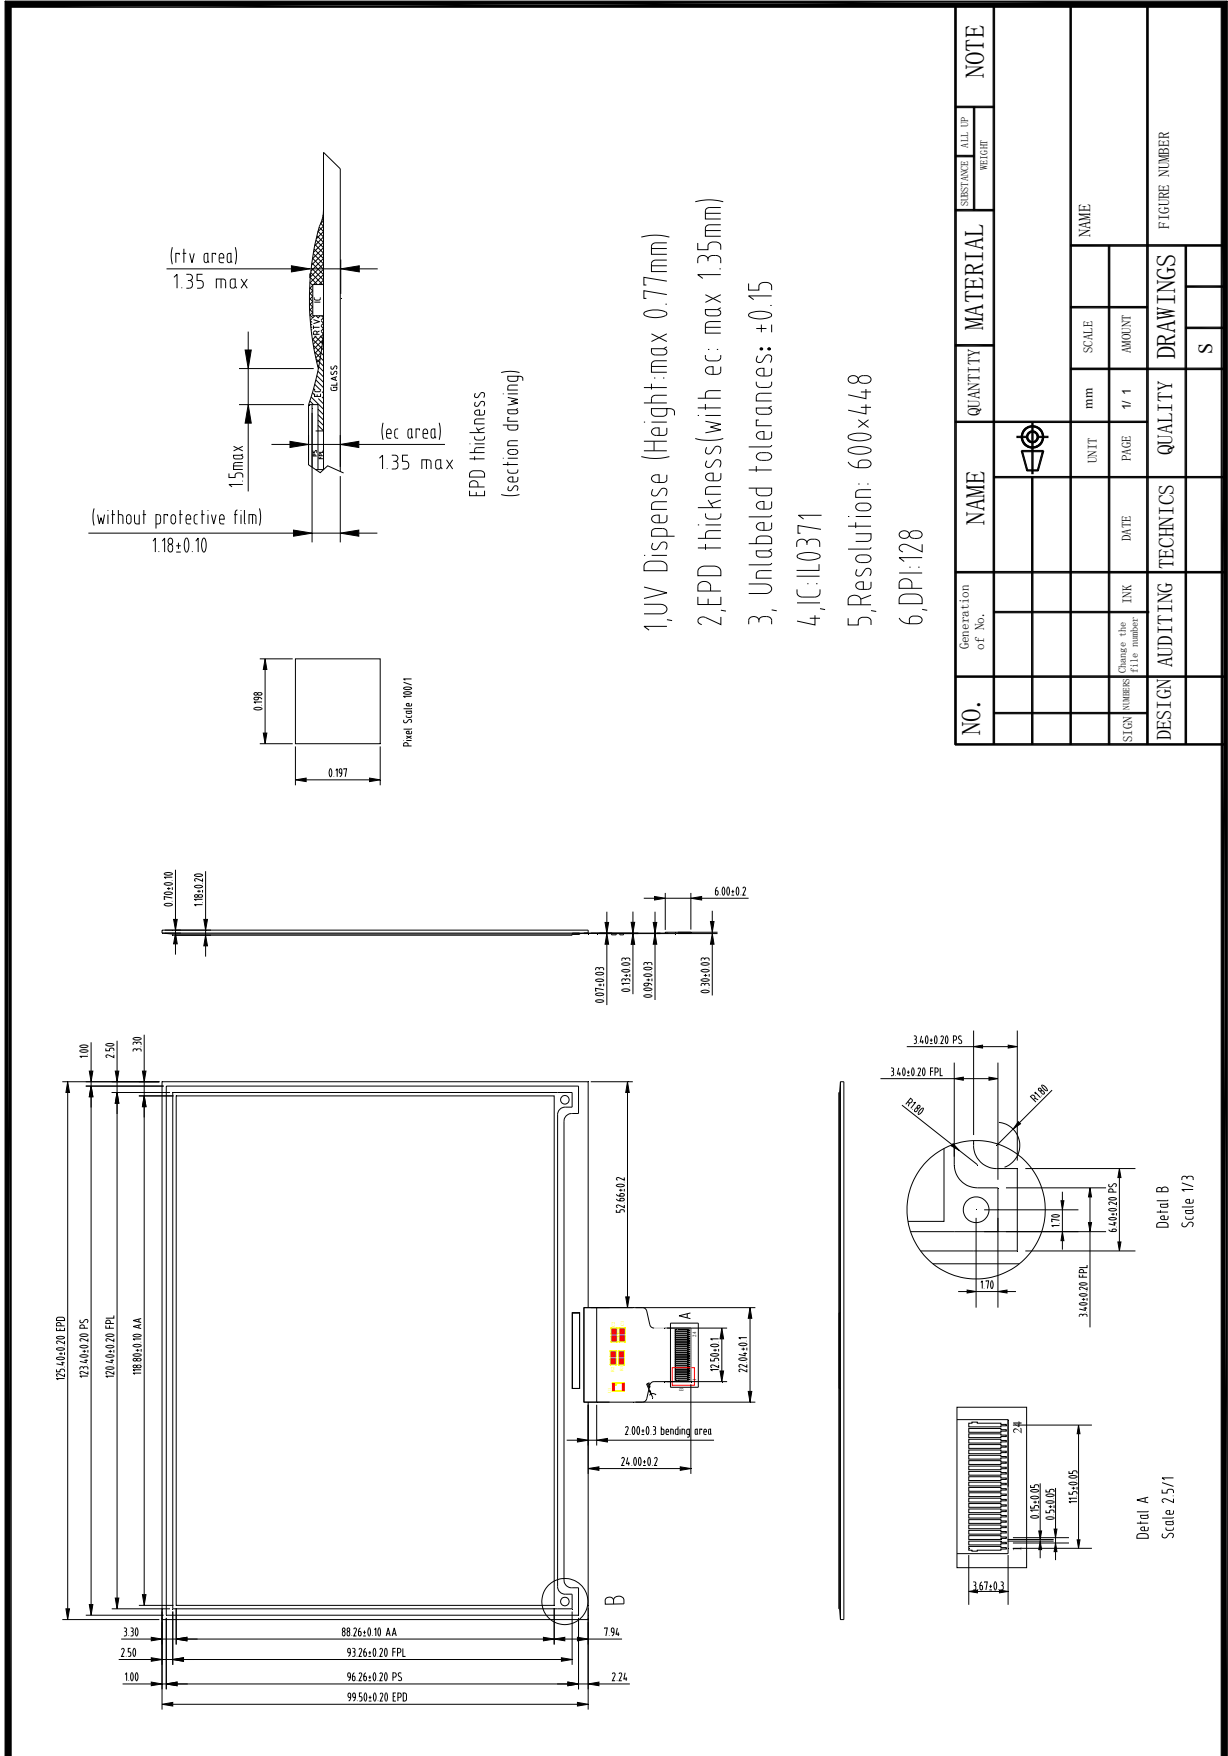 (rtv area)
1.35 max
RTV
IC
EC
GLASS
PS
1.5max
(ec area)
1.35 max
EPD thickness
(section drawing)
(without protective film)
1.18±0.10
0.198
0.197
Pixel Scale 100/1
1,UV Dispense (Height:max 0.77mm)
2,EPD thickness(with ec: max 1.35mm)
3, Unlabeled tolerances: ±0.15
4,IC:IL0371
5,Resolution: 600x448
6,DPI:128
NO.
Generation
of No.
NAME
QUANTITY
MATERIAL
SUBSTANCE
ALL UP
WEIGHT
NOTE
UNIT
mm
SCALE
NAME
SIGN
NUMBERS
Change the
file number
INK
DATE
PAGE
1/ 1
AMOUNT
DESIGN
AUDITING
TECHNICS
QUALITY
DRAWINGS
FIGURE NUMBER
S
0.70±0.10
1.18±0.20
6.00±0.2
0.07±0.03
0.13±0.03
0.09±0.03
0.30±0.03
1.00
2.50
3.30
125.40±0.20 EPD
123.40±0.20 PS
120.40±0.20 FPL
118.80±0.10 AA
52.66±0.2
A
24
12.50±0.1
22.04±0.1
2.00±0.3 bending area
24.00±0.2
B
3.30
88.26±0.10 AA
7.94
2.50
93.26±0.20 FPL
1.00
96.26±0.20 PS
2.24
99.50±0.20 EPD
3.40±0.20 PS
3.40±0.20 FPL
R1.80
R1.80
1.70
6.40±0.20 PS
3.40±0.20 FPL
1.70
Detal B
Scale 1/3
24
1
0.15±0.05
0.5±0.05
11.5±0.05
3.67±0.3
Detal A
Scale 2.5/1